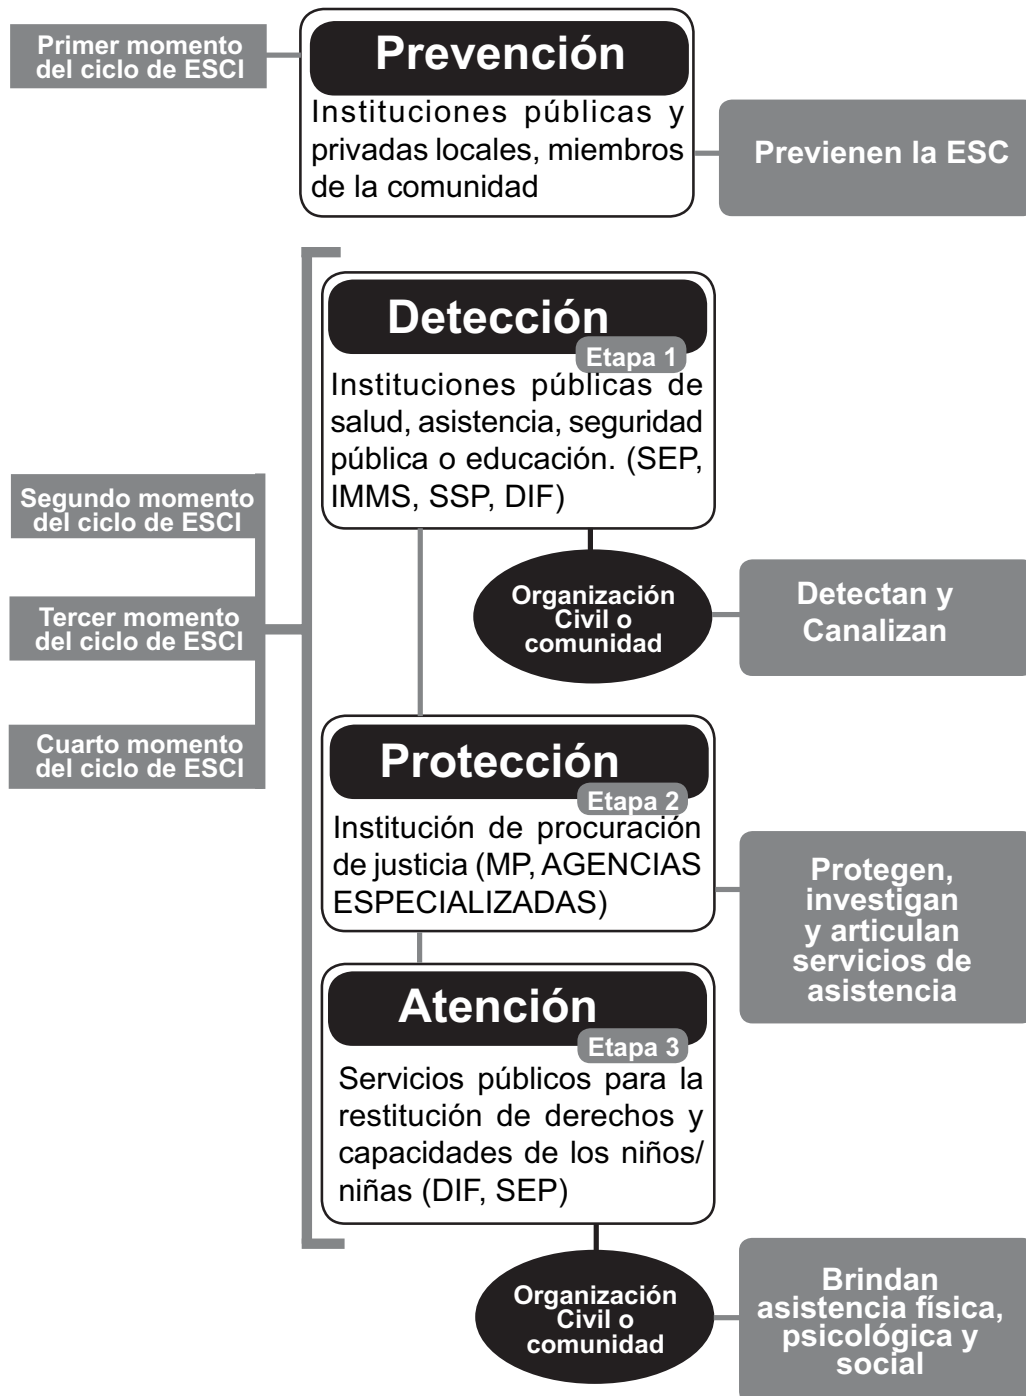 Primer momento
del ciclo de ESCI
Prevención
Instituciones públicas y
privadas locales, miembros
de la comunidad
Previenen la ESC
Detección
Etapa 1
Instituciones públicas de
salud, asistencia, seguridad
pública o educación. (SEP,
IMMS, SSP, DIF)
Segundo momento
del ciclo de ESCI
Tercer momento
del ciclo de ESCI
Cuarto momento
del ciclo de ESCI
Organización
Civil o
comunidad
Detectan y
Canalizan
Protección
Etapa 2
Institución de procuración
de justicia (MP, AGENCIAS
ESPECIALIZADAS)
Protegen,
investigan
y articulan
servicios de
asistencia
Atención
Etapa 3
Servicios públicos para la
restitución de derechos y
capacidades de los niños/
niñas (DIF, SEP)
Organización
Civil o
comunidad
Brindan
asistencia física,
psicológica y
social